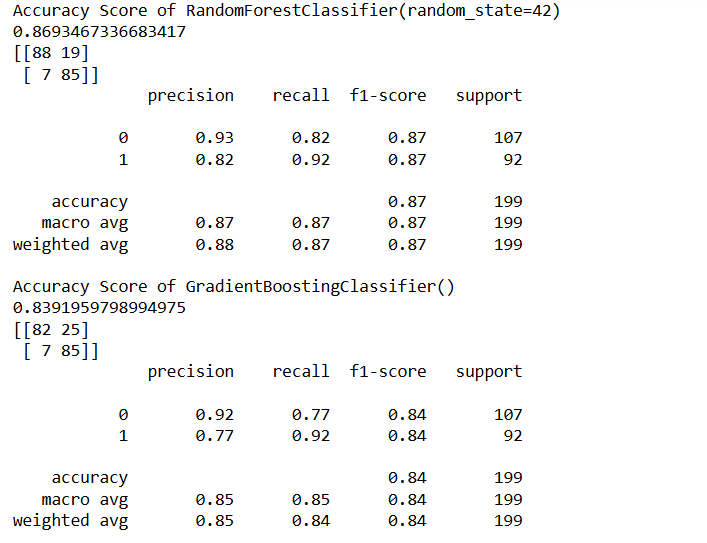 Accuracy Score of RandomForestClassifier(random_state=42)
0.8693467336683417
[[88 19]
 [ 7 85]]
              precision    recall  f1-score   support

           0       0.93      0.82      0.87       107
           1       0.82      0.92      0.87        92

    accuracy                           0.87       199
   macro avg       0.87      0.87      0.87       199
weighted avg       0.88      0.87      0.87       199

Accuracy Score of GradientBoostingClassifier()
0.8391959798994975
[[82 25]
 [ 7 85]]
              precision    recall  f1-score   support

           0       0.92      0.77      0.84       107
           1       0.77      0.92      0.84        92

    accuracy                           0.84       199
   macro avg       0.85      0.85      0.84       199
weighted avg       0.85      0.84      0.84       199